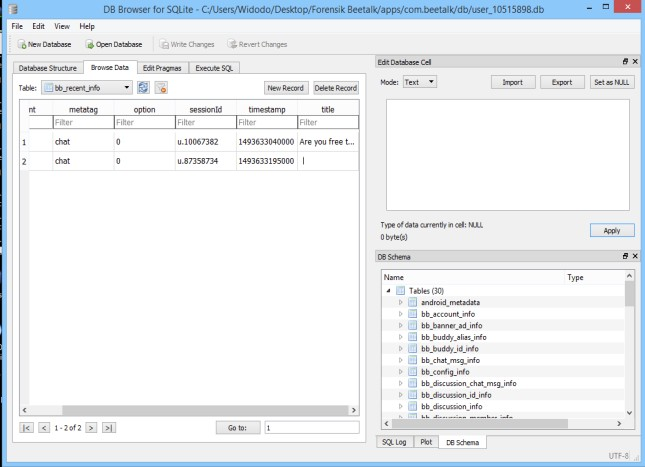 DB Browser for SQLite - C:/Users/Widodo/Desktop/Forensik Beetalk/apps/com.beetalk/db/user_10515898.db
File Edit View Help
New Database Open Database Write Changes Revert Changes
Database Structure Browse Data Edit Pragmas Execute SQL
Table: bb_recent_info New Record Delete Record
nt metatag option sessionId timestamp title
Filter Filter Filter Filter Filter
1 chat 0 u.10067382 1493633040000 Are you free t...
2 chat 0 u.87358734 1493633195000
|< < 1 - 2 of 2 > >| Go to: 1
Edit Database Cell
Mode: Text Import Export Set as NULL
Type of data currently in cell: NULL
0 byte(s)
Apply
DB Schema
Name Type
Tables (30)
android_metadata
bb_account_info
bb_banner_ad_info
bb_buddy_alias_info
bb_buddy_id_info
bb_chat_msg_info
bb_config_info
bb_discussion_chat_msg_info
bb_discussion_id_info
bb_discussion_info
bb_discussion_member_info
SQL Log Plot DB Schema
UTF-8